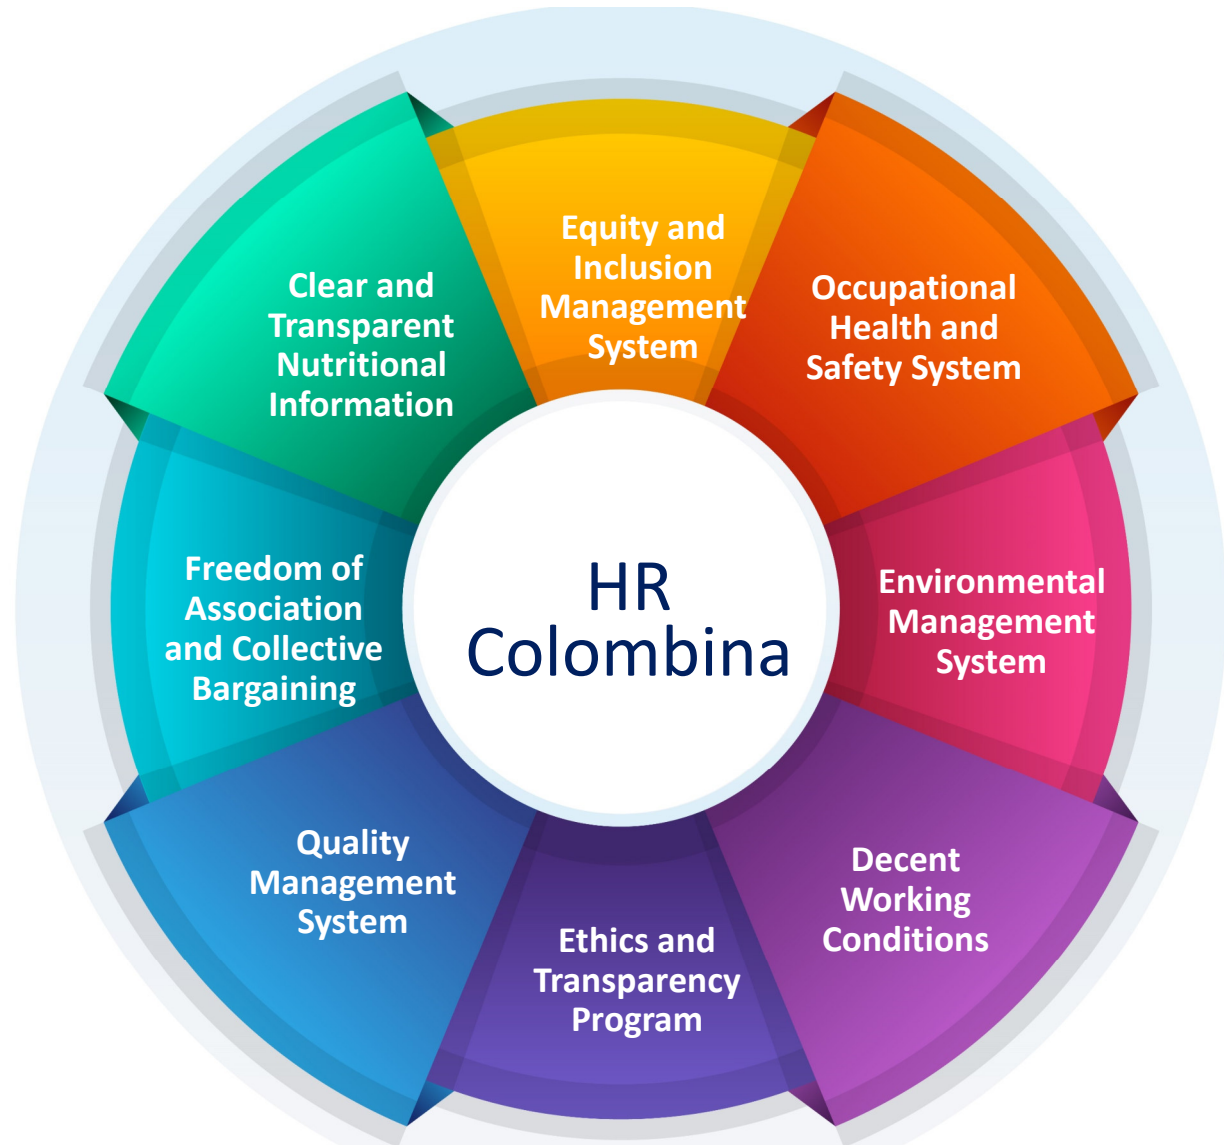 Equity and
Inclusion
Management
System
Occupational
Health and
Safety System
Environmental
Management
System
Decent
Working
Conditions
Ethics and
Transparency
Program
Quality
Management
System
Freedom of
Association
and Collective
Bargaining
Clear and
Transparent
Nutritional
Information
HR
Colombina